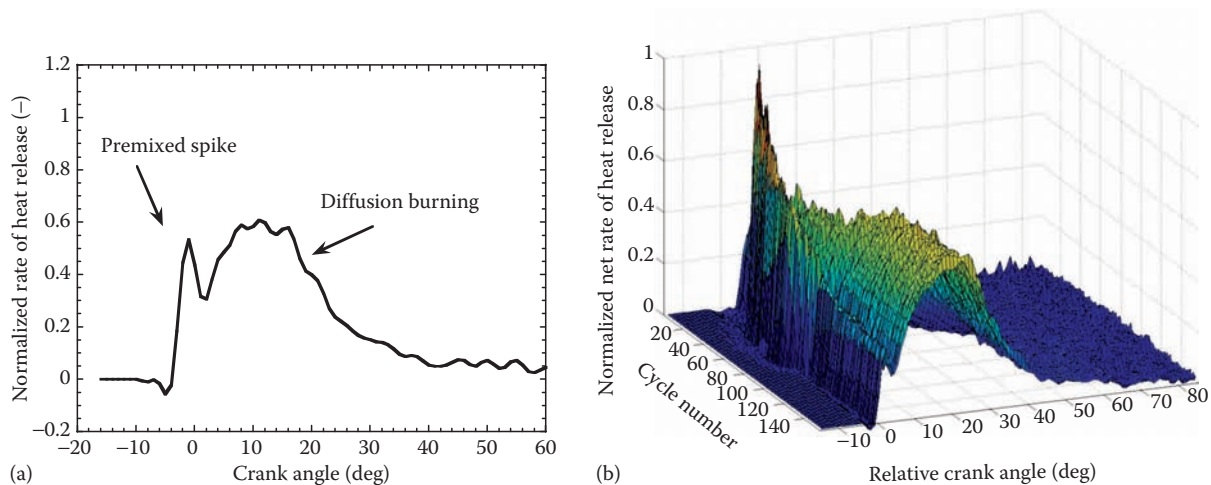 1.2
1
0.8
0.6
0.4
0.2
0
−0.2
Normalized rate of heat release (−)
Premixed spike
Diffusion burning
−20 −10 0 10 20 30 40 50 60
(a)
Crank angle (deg)
1
0.8
0.6
0.4
0.2
0
Normalized net rate of heat release
20
40
60
80
100
120
140
Cycle number
−10 0 10 20 30 40 50 60 70 80
(b)
Relative crank angle (deg)